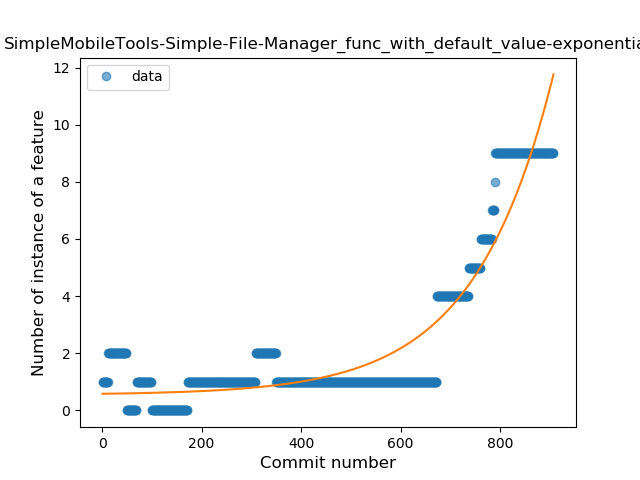 SimpleMobileTools-Simple-File-Manager_func_with_default_value-exponentia
data
Number of instance of a feature
12
10
8
6
4
2
0
0 200 400 600 800
Commit number